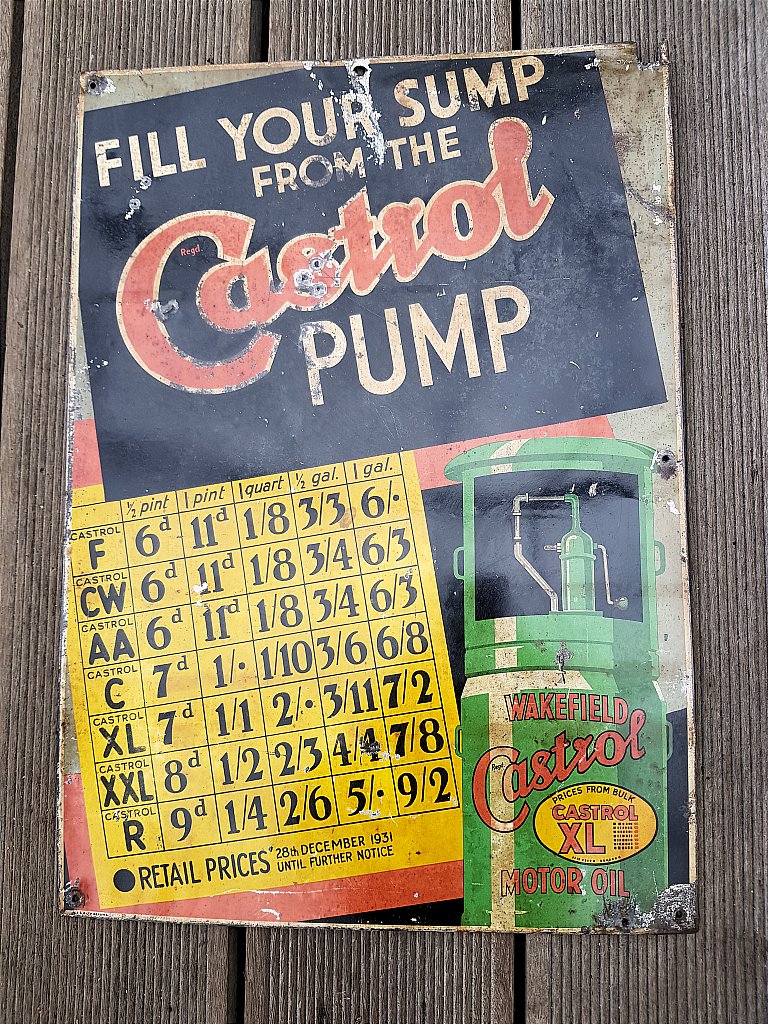 FILL YOUR SUMP
FROM THE
Castrol
Regd.
PUMP
½ pint 1 pint 1 quart ½ gal. 1 gal.
CASTROL F 6d 11d 1/8 3/3 6/-
CASTROL CW 6d 11d 1/8 3/4 6/3
CASTROL AA 6d 11d 1/8 3/4 6/3
CASTROL C 7d 1/- 1/10 3/6 6/8
CASTROL XL 7d 1/1 2/- 3/11 7/2
CASTROL XXL 8d 1/2 2/3 4/4 7/8
CASTROL R 9d 1/4 2/6 5/- 9/2
RETAIL PRICES 28th DECEMBER 1931
UNTIL FURTHER NOTICE
WAKEFIELD
Regd.
Castrol
PRICES FROM BULK
CASTROL
XL
MOTOR OIL